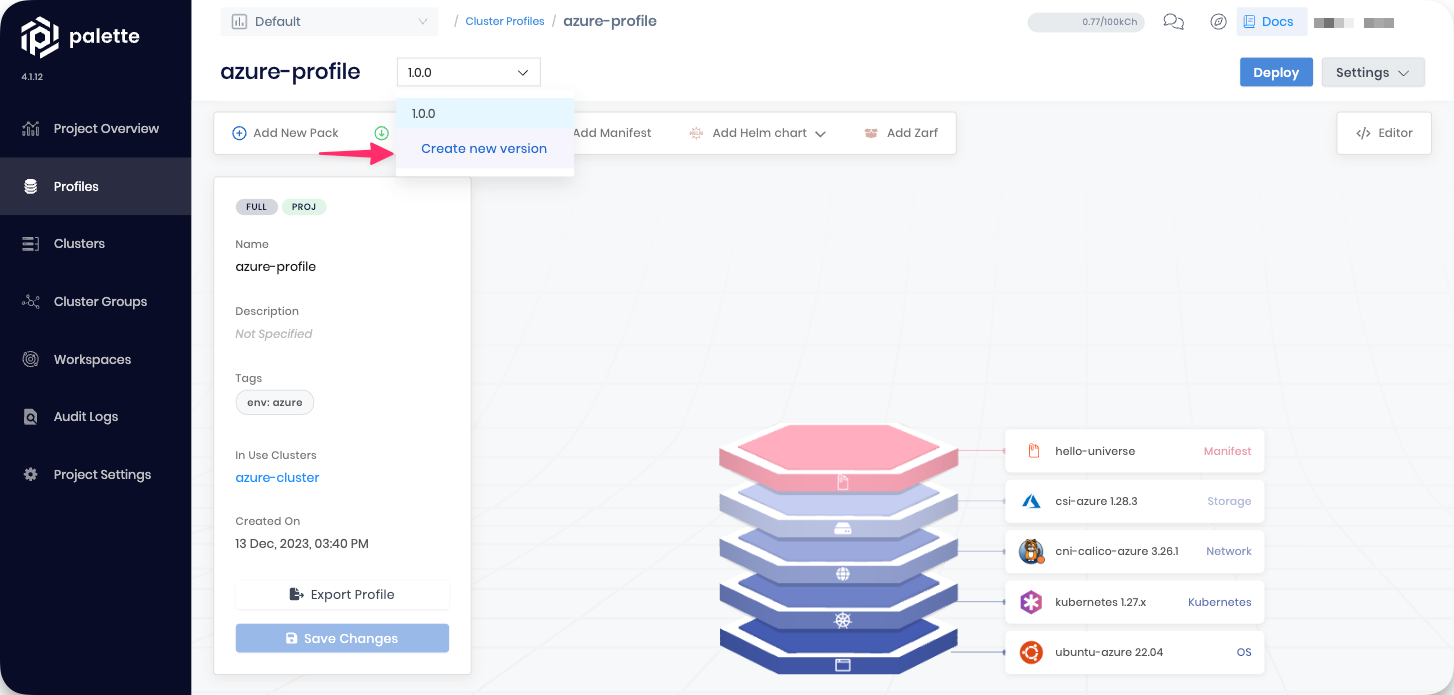 palette
4.1.12
Project Overview
Profiles
Clusters
Cluster Groups
Workspaces
Audit Logs
Project Settings
Default
/ Cluster Profiles / azure-profile
0.77/100kCh
Docs
azure-profile
1.0.0
Deploy
Settings
1.0.0
Create new version
Add New Pack
Add Manifest
Add Helm chart
Add Zarf
</> Editor
FULL PROJ
Name
azure-profile
Description
Not Specified
Tags
env: azure
In Use Clusters
azure-cluster
Created On
13 Dec, 2023, 03:40 PM
Export Profile
Save Changes
hello-universe Manifest
csi-azure 1.28.3 Storage
cni-calico-azure 3.26.1 Network
kubernetes 1.27.x Kubernetes
ubuntu-azure 22.04 OS